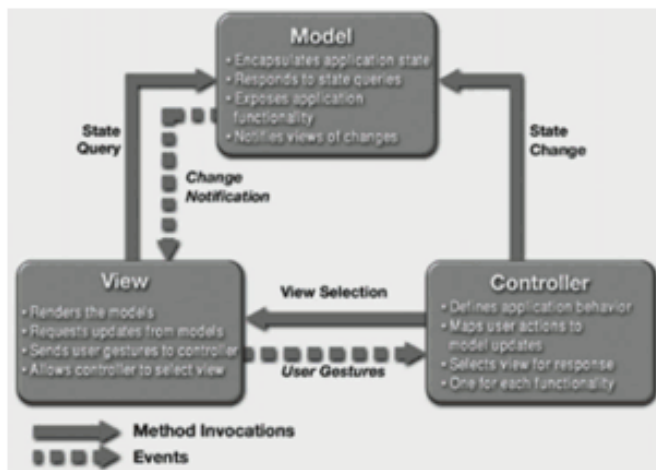 Model
• Encapsulates application state
• Responds to state queries
• Exposes application
functionality
• Notifies views of changes
State
Query
Change
Notification
State
Change
View
• Renders the models
• Requests updates from models
• Sends user gestures to controller
• Allows controller to select view
View Selection
User Gestures
Controller
• Defines application behavior
• Maps user actions to
model updates
• Selects view for response
• One for each functionality
Method Invocations
Events